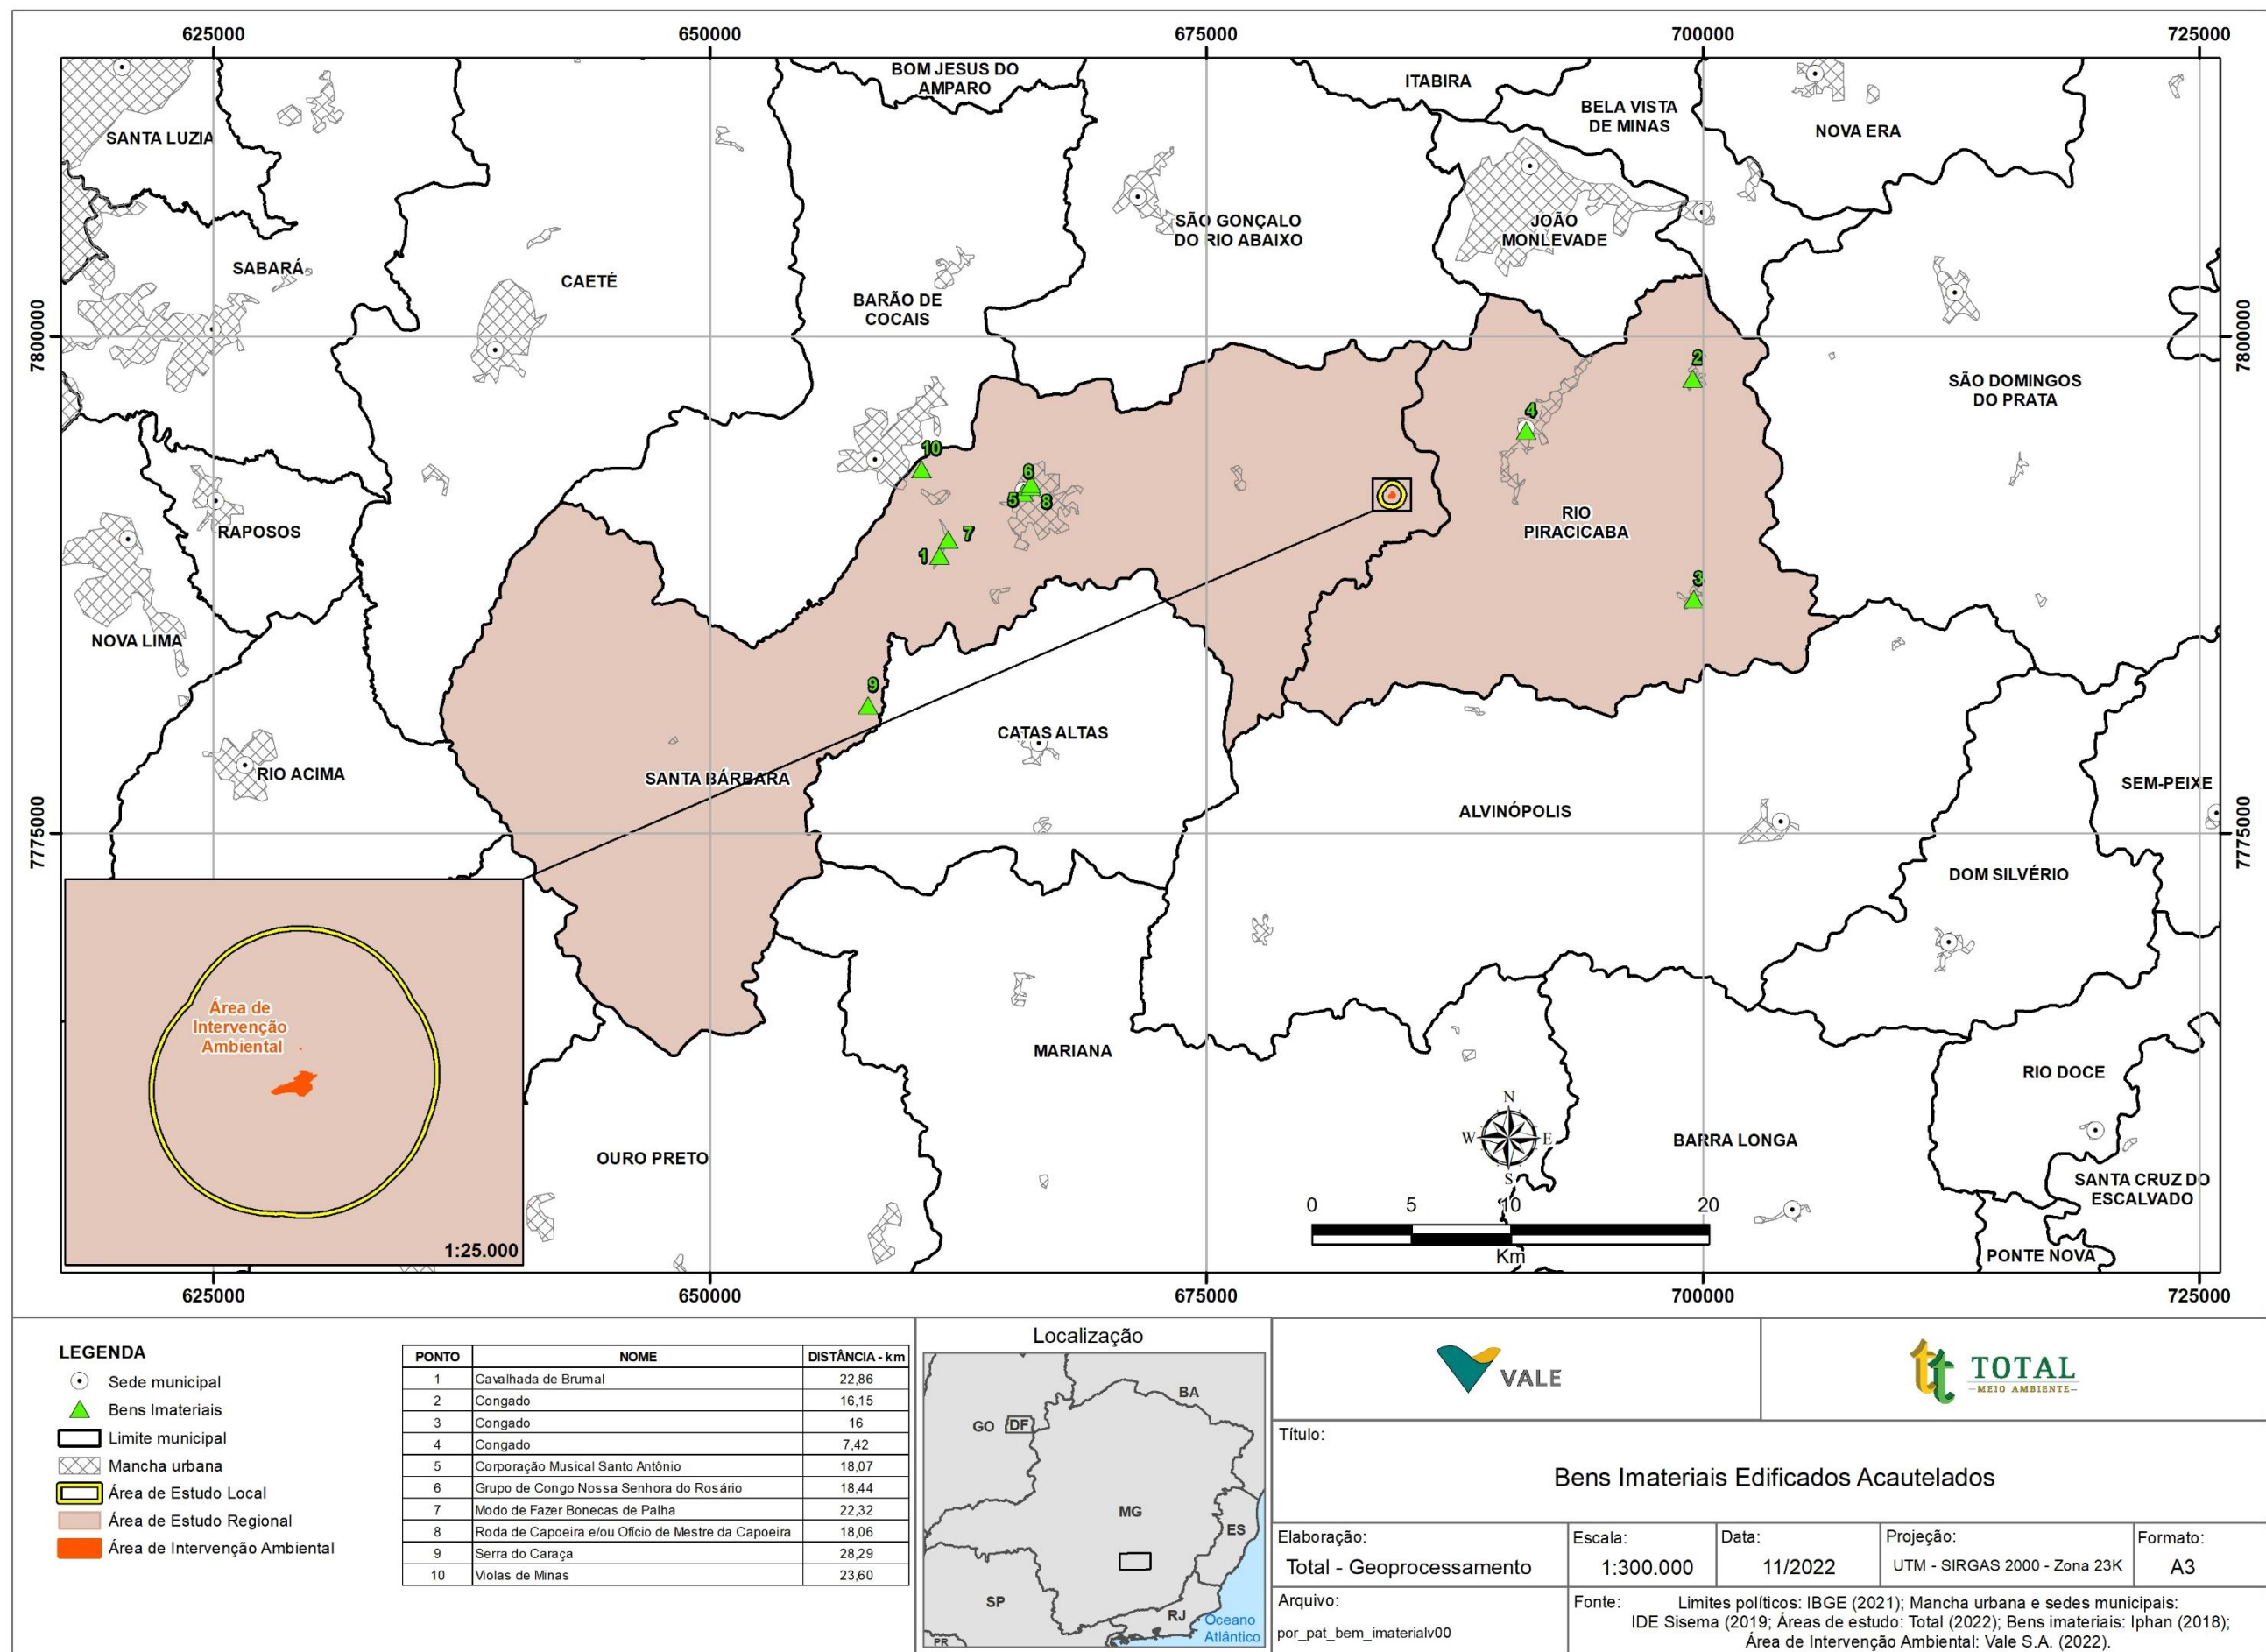 625000 650000 675000 700000 725000
BOM JESUS DO
AMPARO
ITABIRA
BELA VISTA
DE MINAS
NOVA ERA
SANTA LUZIA
SÃO GONÇALO
DO RIO ABAIXO
JOÃO
MONLEVADE
SABARÁ
CAETÉ
BARÃO DE
COCAIS
7800000
7800000
2
SÃO DOMINGOS
DO PRATA
4
10
6
5
8
RAPOSOS
RIO
PIRACICABA
7
1
3
NOVA LIMA
9
CATAS ALTAS
RIO ACIMA
SANTA BÁRBARA
SEM-PEIXE
ALVINÓPOLIS
7775000
7775000
DOM SILVÉRIO
Área de
Intervenção
Ambiental
MARIANA
RIO DOCE
N
W E
S
BARRA LONGA
OURO PRETO
SANTA CRUZ DO
ESCALVADO
0 5 10 20
Km
1:25.000
PONTE NOVA
625000 650000 675000 700000 725000
LEGENDA
Sede municipal
Bens Imateriais
Limite municipal
Mancha urbana
Área de Estudo Local
Área de Estudo Regional
Área de Intervenção Ambiental
PONTO NOME DISTÂNCIA - km
1 Cavalhada de Brumal 22,86
2 Congado 16,15
3 Congado 16
4 Congado 7,42
5 Corporação Musical Santo Antônio 18,07
6 Grupo de Congo Nossa Senhora do Rosário 18,44
7 Modo de Fazer Bonecas de Palha 22,32
8 Roda de Capoeira e/ou Ofício de Mestre da Capoeira 18,06
9 Serra do Caraça 28,29
10 Violas de Minas 23,60
Localização
BA
GO DF
MG
ES
SP
RJ
Oceano
Atlântico
PR
VALE
TOTAL
MEIO AMBIENTE
Título:
Bens Imateriais Edificados Acautelados
Elaboração:
Total - Geoprocessamento
Escala:
1:300.000
Data:
11/2022
Projeção:
UTM - SIRGAS 2000 - Zona 23K
Formato:
A3
Arquivo:
por_pat_bem_imaterialv00
Fonte: Limites políticos: IBGE (2021); Mancha urbana e sedes municipais:
IDE Sisema (2019; Áreas de estudo: Total (2022); Bens imateriais: Iphan (2018);
Área de Intervenção Ambiental: Vale S.A. (2022).